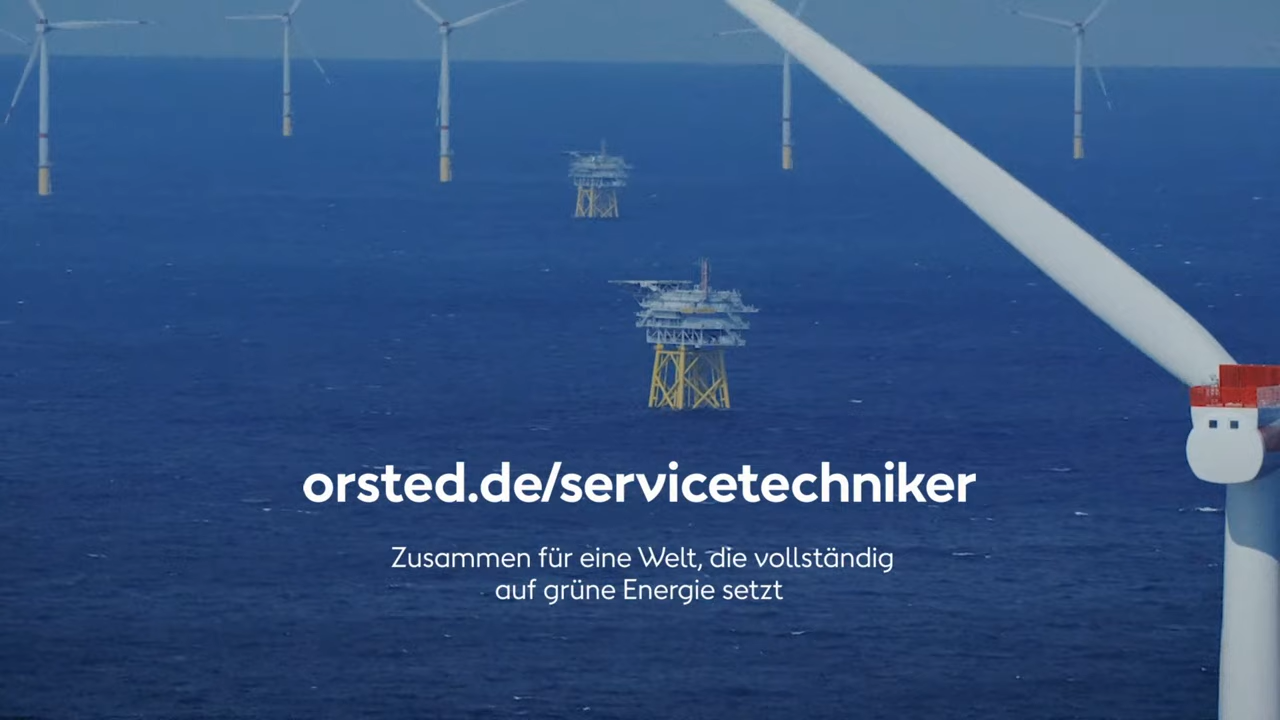 orsted.de/servicetechniker
Zusammen für eine Welt, die vollständig
auf grüne Energie setzt